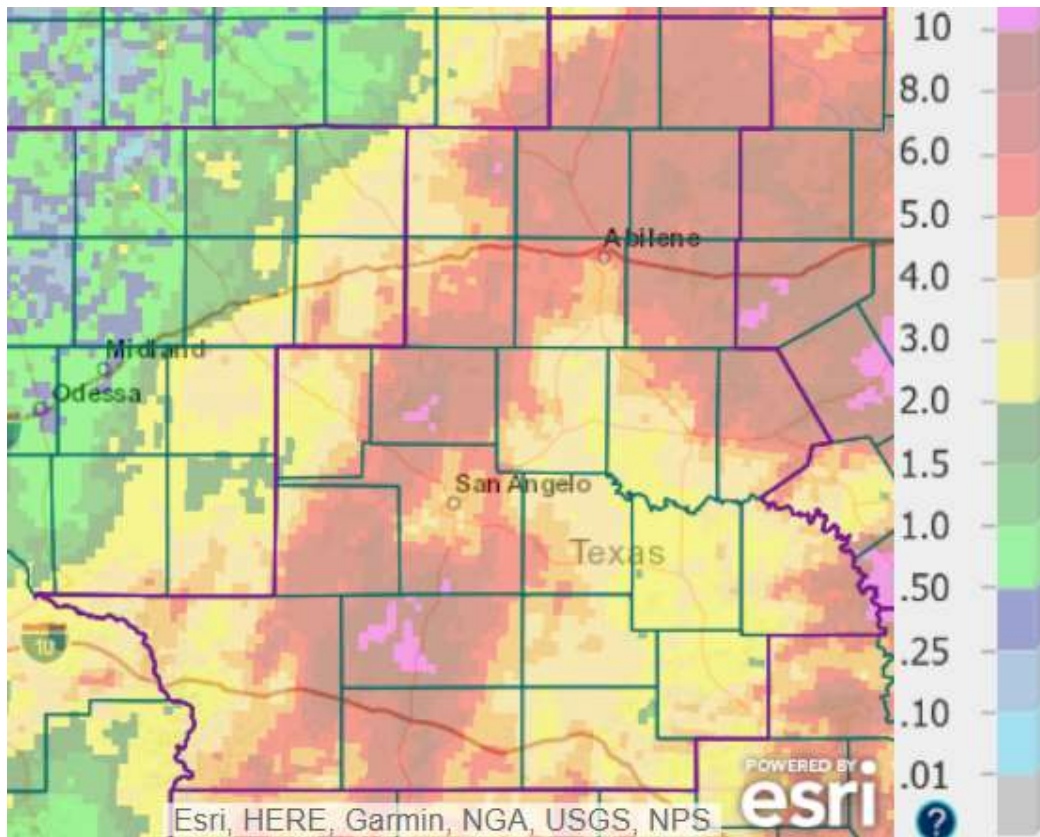 10
8.0
6.0
5.0
Abilene
4.0
3.0
Midland
Odessa
2.0
1.5
San Angelo
1.0
Texas
.50
10
.25
.10
POWERED BY
esri
.01
Esri, HERE, Garmin, NGA, USGS, NPS
?